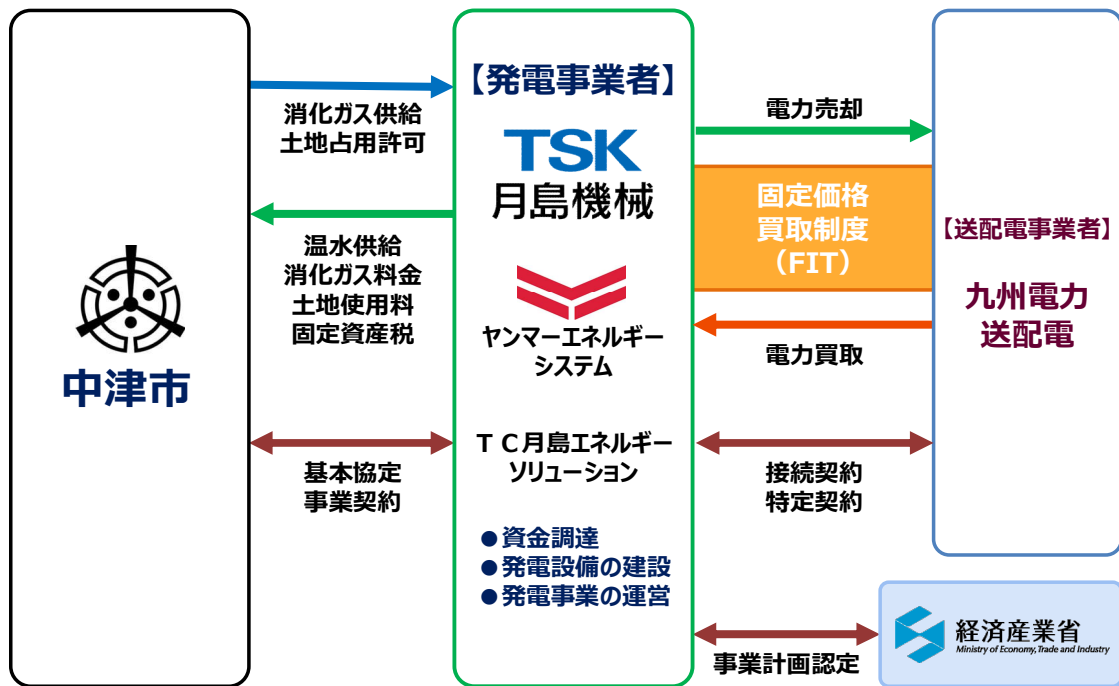 中津市
消化ガス供給
土地占用許可
温水供給
消化ガス料金
土地使用料
固定資産税
基本協定
事業契約
【発電事業者】
TSK
月島機械
ヤンマーエネルギー
システム
ＴＣ月島エネルギー
ソリューション
●資金調達
●発電設備の建設
●発電事業の運営
電力売却
固定価格
買取制度
（FIT）
電力買取
接続契約
特定契約
事業計画認定
【送配電事業者】
九州電力
送配電
経済産業省
Ministry of Economy, Trade and Industry